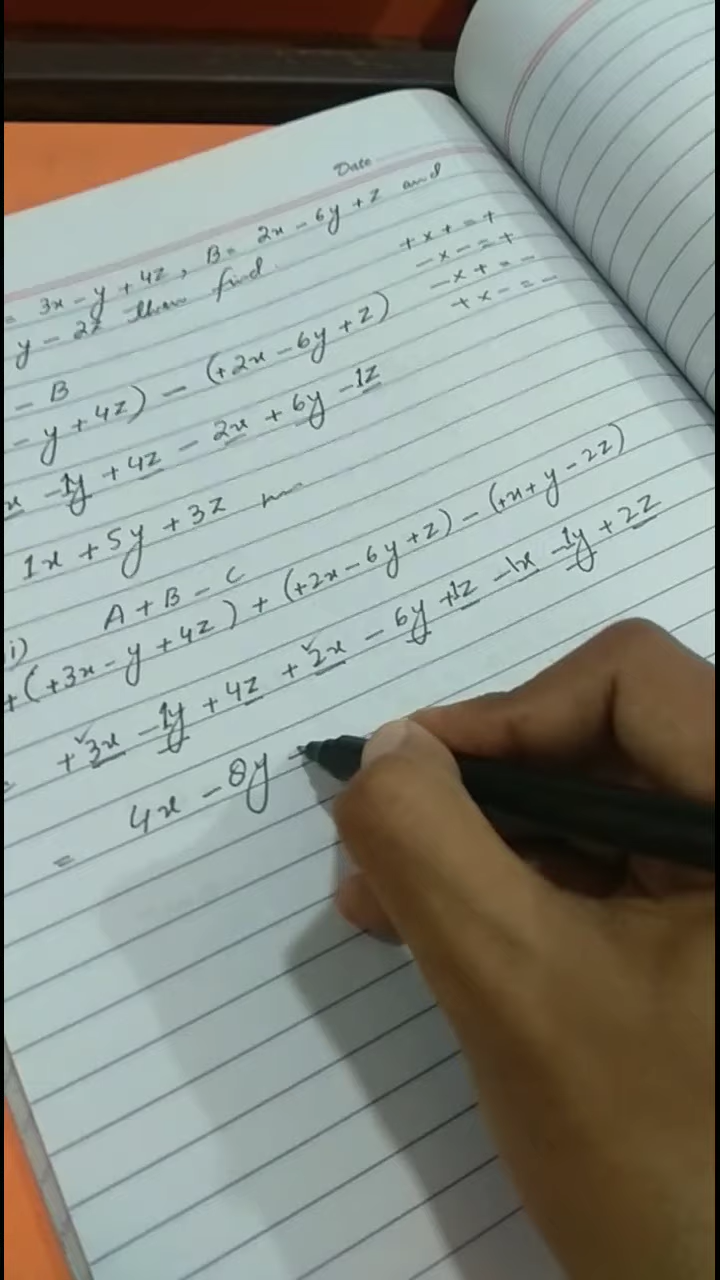 Date
= 3x - y + 4z , B = 2x - 6y + z and
y - 2z then find
+ x + = +
- x - = +
- x + = -
+ x - = -
- B
- y + 4z) - (+2x - 6y + z)
x - 1y + 4z - 2x + 6y - 1z
1x + 5y + 3z
i) A + B - C
+(+3x - y + 4z) + (+2x - 6y + z) - (+x + y - 2z)
= +3x - 1y + 4z + 2x - 6y + 1z - 1x - 1y + 2z
= 4x - 8y